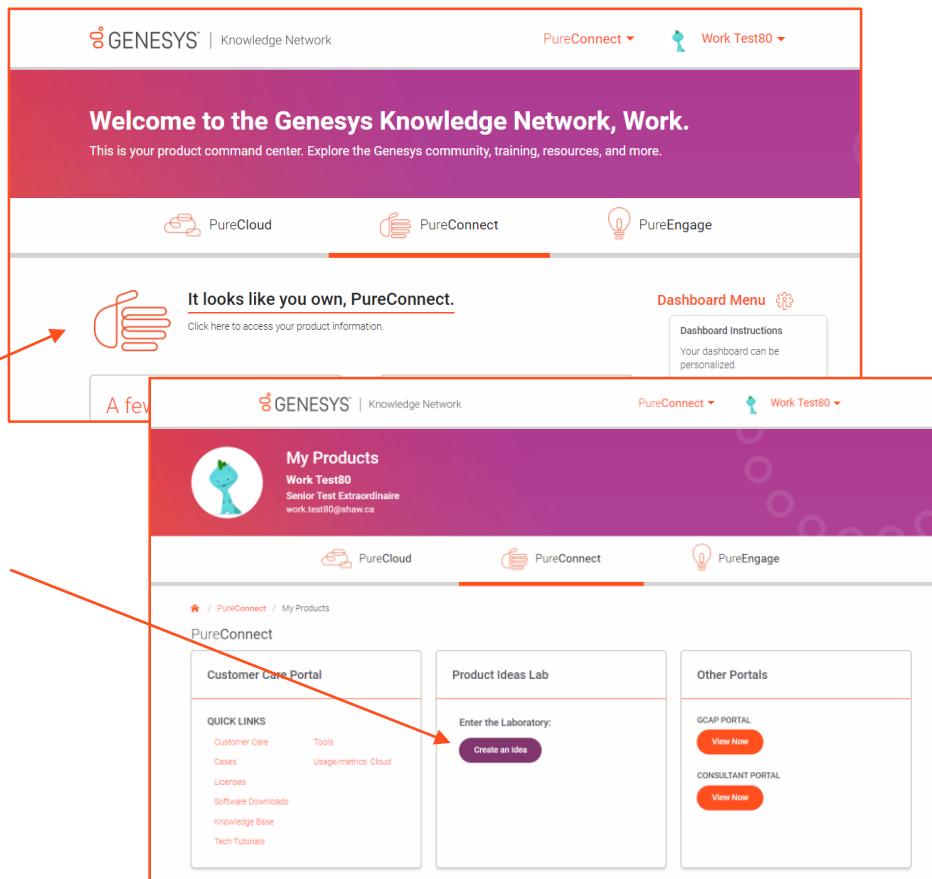 GENESYS | Knowledge Network
PureConnect
Work Test80
Welcome to the Genesys Knowledge Network, Work.
This is your product command center. Explore the Genesys community, training, resources, and more.
PureCloud
PureConnect
PureEngage
It looks like you own, PureConnect.
Click here to access your product information.
Dashboard Menu
Dashboard Instructions
Your dashboard can be
personalized.
A few
GENESYS | Knowledge Network
PureConnect
Work Test80
My Products
Work Test80
Senior Test Extraordinaire
work.test80@shaw.ca
PureCloud
PureConnect
PureEngage
/ PureConnect / My Products
PureConnect
Customer Care Portal
QUICK LINKS
Customer Care
Tools
Cases
Usage/metrics: Cloud
Licenses
Software Downloads
Knowledge Base
Tech Tutorials
Product Ideas Lab
Enter the Laboratory:
Create an Idea
Other Portals
GCAP PORTAL
View Now
CONSULTANT PORTAL
View Now